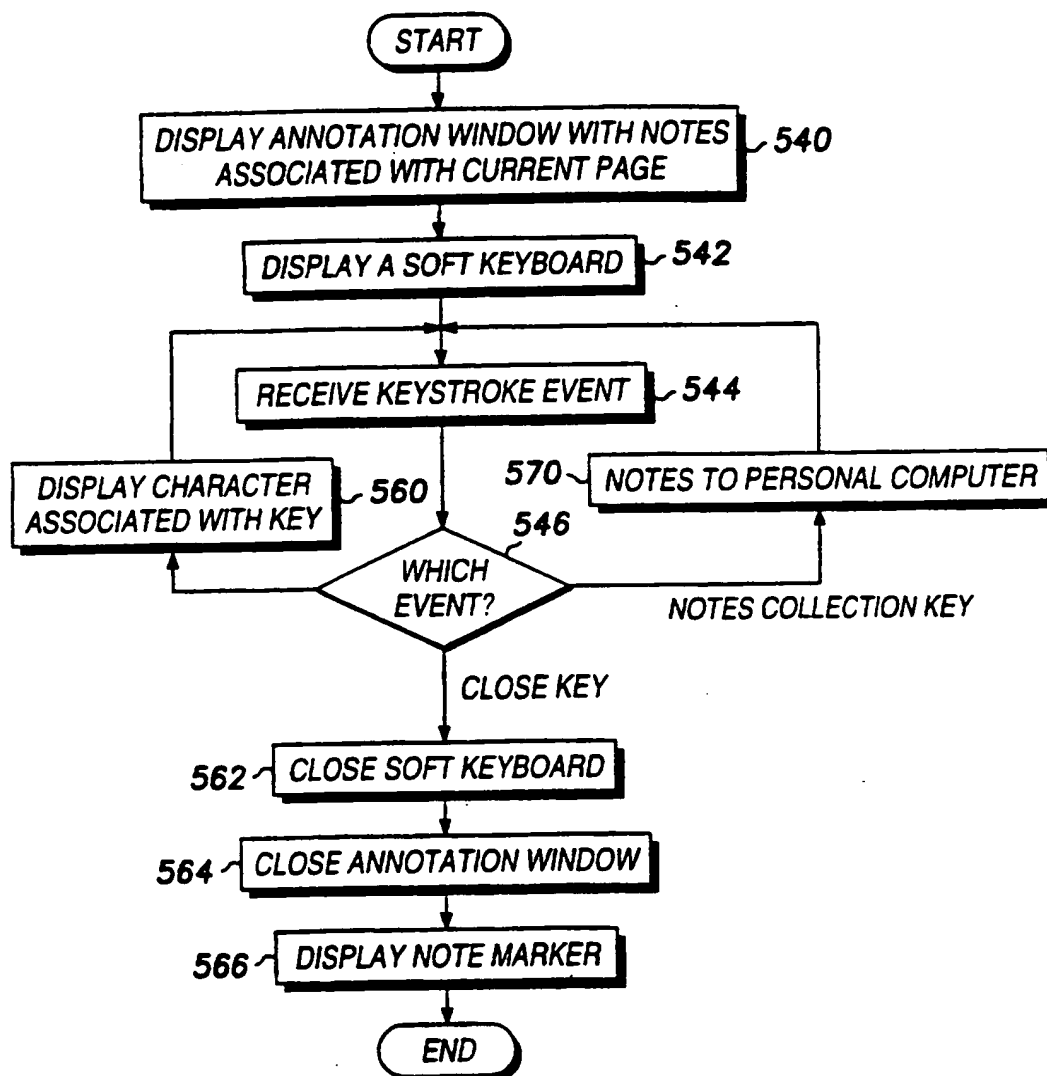 START
DISPLAY ANNOTATION WINDOW WITH NOTES
ASSOCIATED WITH CURRENT PAGE
540
DISPLAY A SOFT KEYBOARD
542
RECEIVE KEYSTROKE EVENT
544
DISPLAY CHARACTER
ASSOCIATED WITH KEY
560
570
NOTES TO PERSONAL COMPUTER
546
WHICH
EVENT?
NOTES COLLECTION KEY
CLOSE KEY
562
CLOSE SOFT KEYBOARD
564
CLOSE ANNOTATION WINDOW
566
DISPLAY NOTE MARKER
END